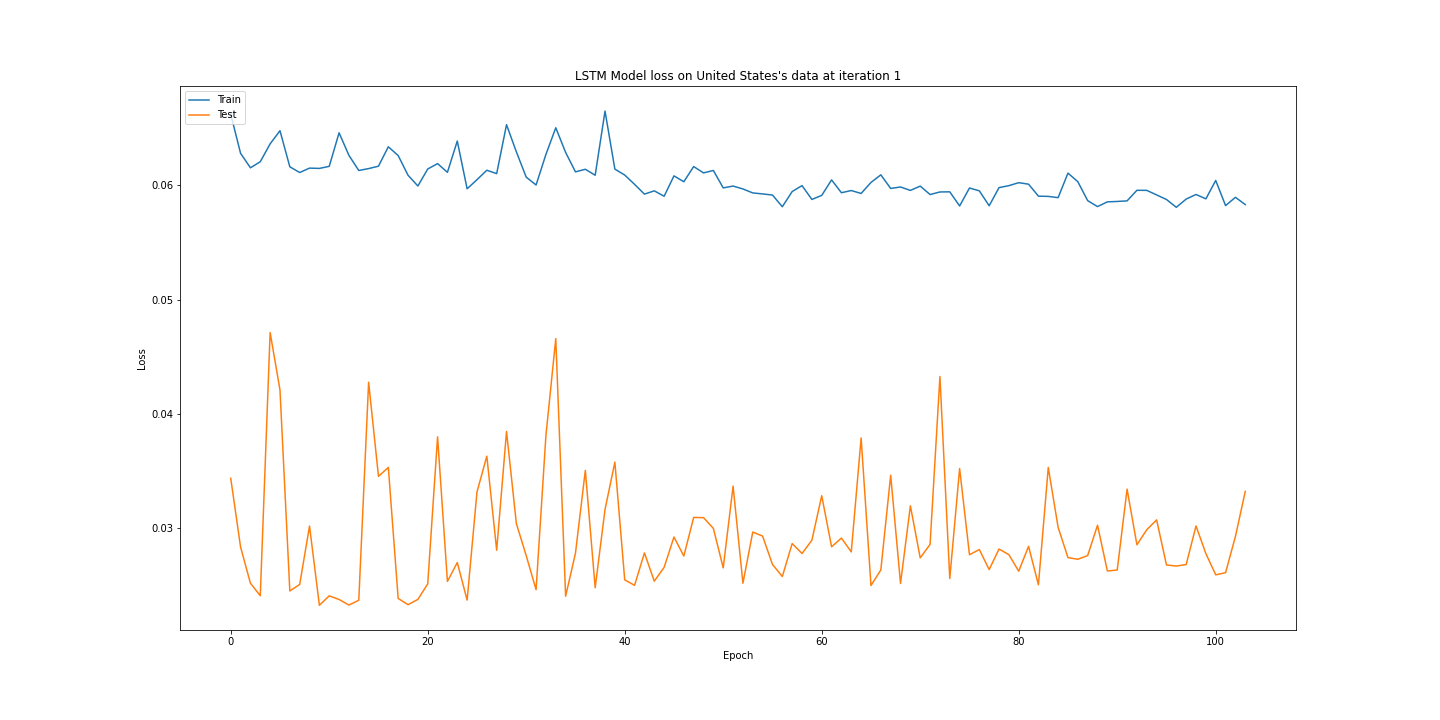 LSTM Model loss on United States's data at iteration 1
Train
Test
0.06
0.05
0.04
0.03
Loss
0 20 40 60 80 100
Epoch